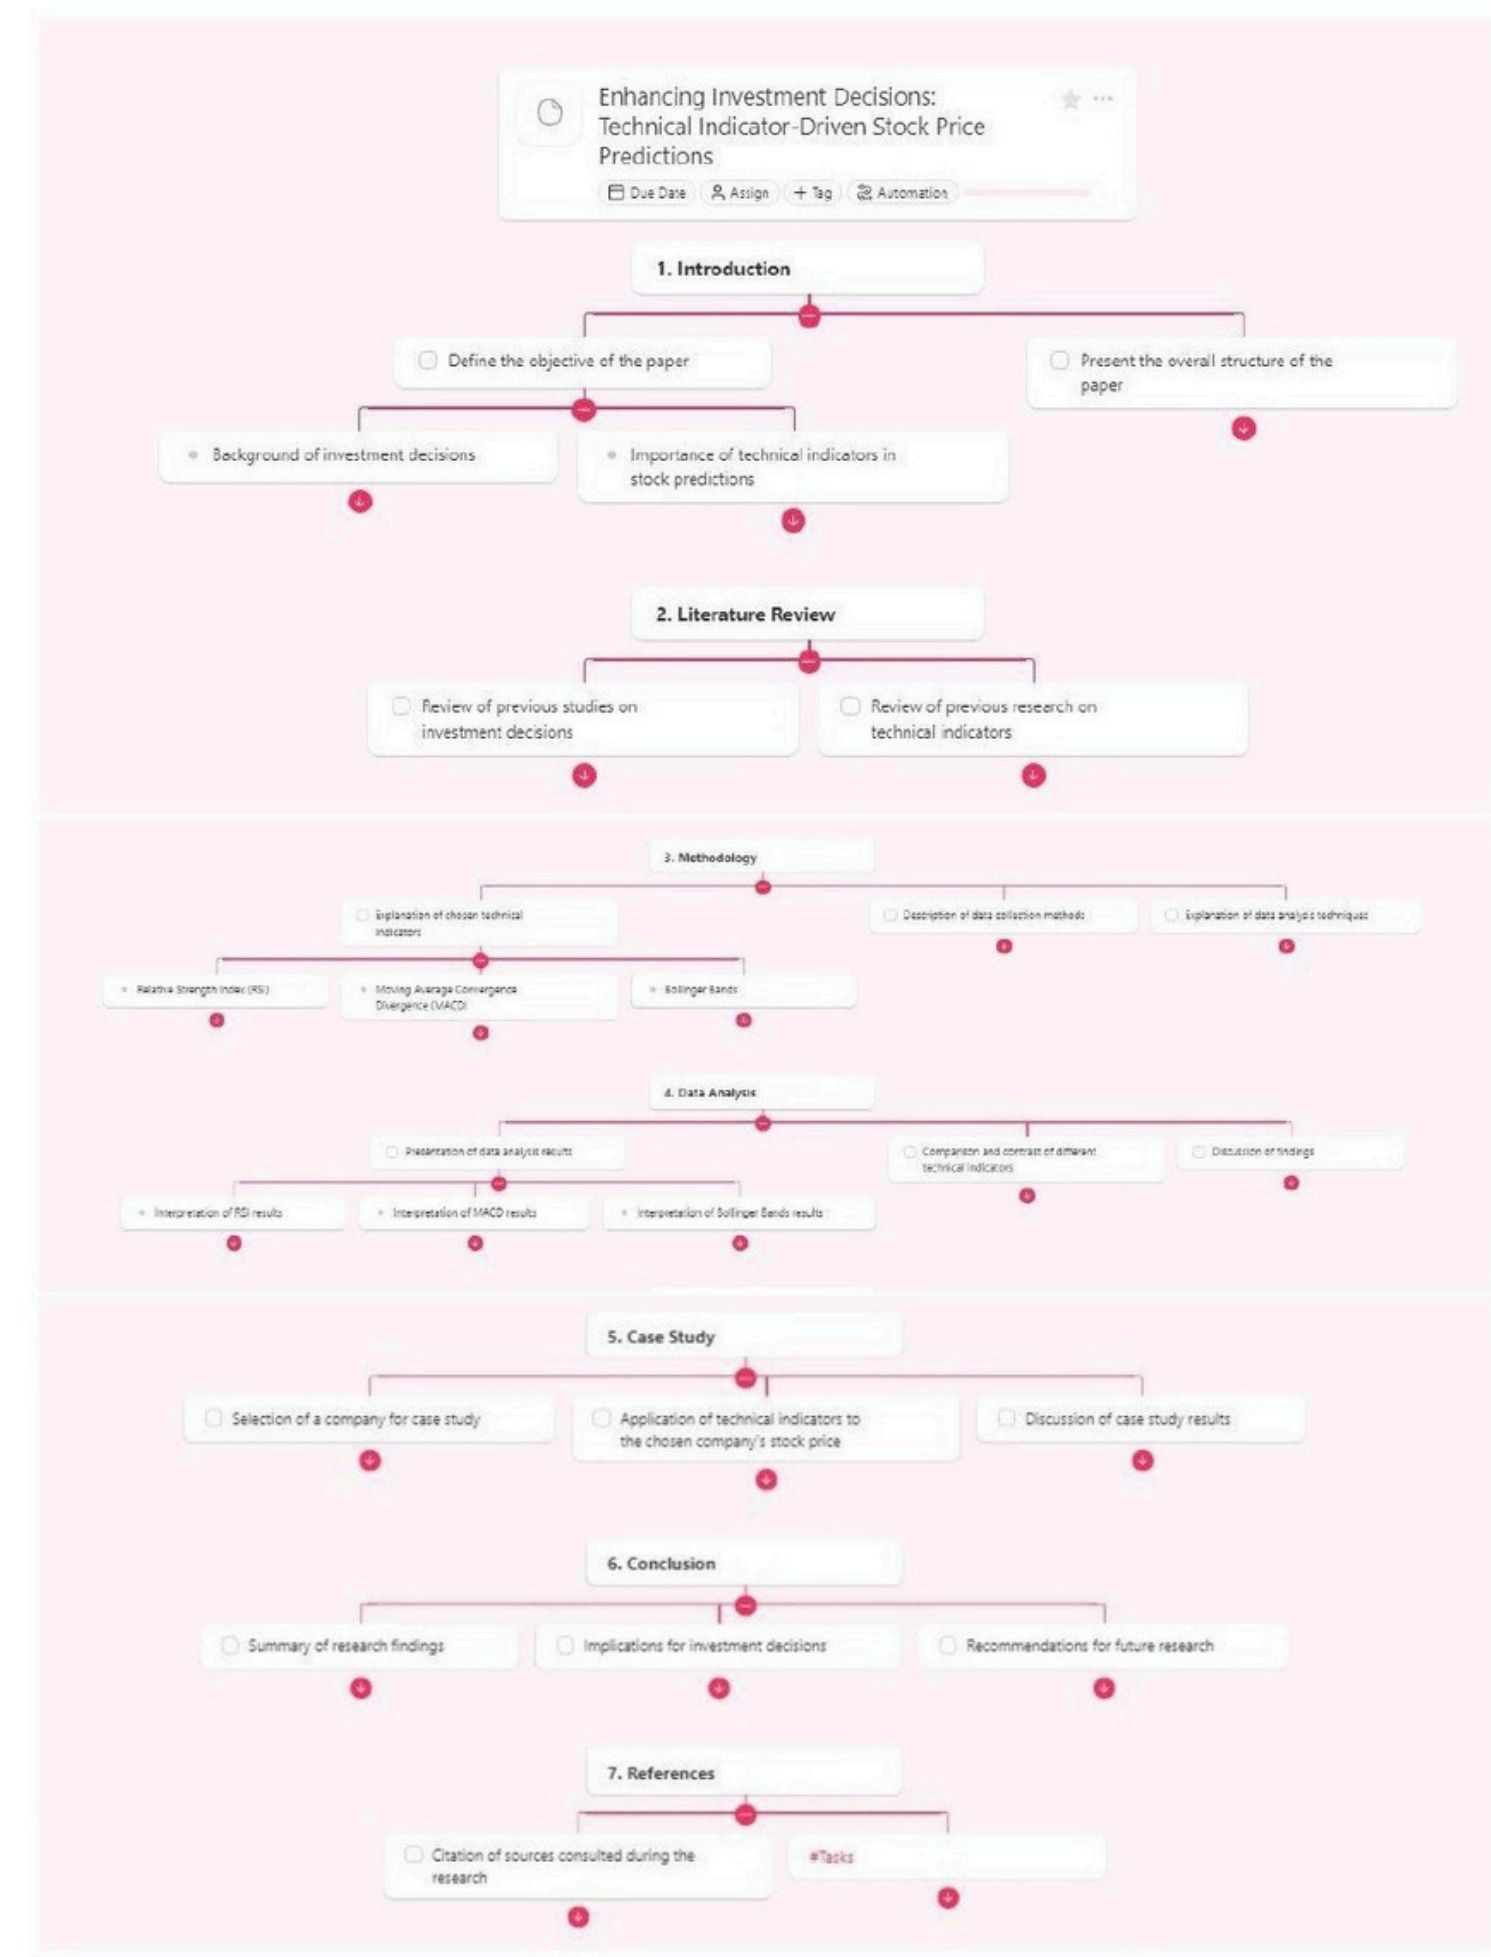 Enhancing Investment Decisions:
Technical Indicator-Driven Stock Price
Predictions
Due Date Assign + Tag Automation
1. Introduction
Define the objective of the paper
Present the overall structure of the
paper
Background of investment decisions
Importance of technical indicators in
stock predictions
2. Literature Review
Review of previous studies on
investment decisions
Review of previous research on
technical indicators
3. Methodology
Explanation of chosen technical
indicators
Description of data collection methods
Explanation of data analysis techniques
Relative Strength Index (RSI)
Moving Average Convergence
Divergence (MACD)
Bollinger Bands
4. Data Analysis
Presentation of data analysis results
Comparison and contrast of different
technical indicators
Discussion of findings
Interpretation of RSI results
Interpretation of MACD results
Interpretation of Bollinger Bands results
5. Case Study
Selection of a company for case study
Application of technical indicators to
the chosen company's stock price
Discussion of case study results
6. Conclusion
Summary of research findings
Implications for investment decisions
Recommendations for future research
7. References
Citation of sources consulted during the
research
#Tasks